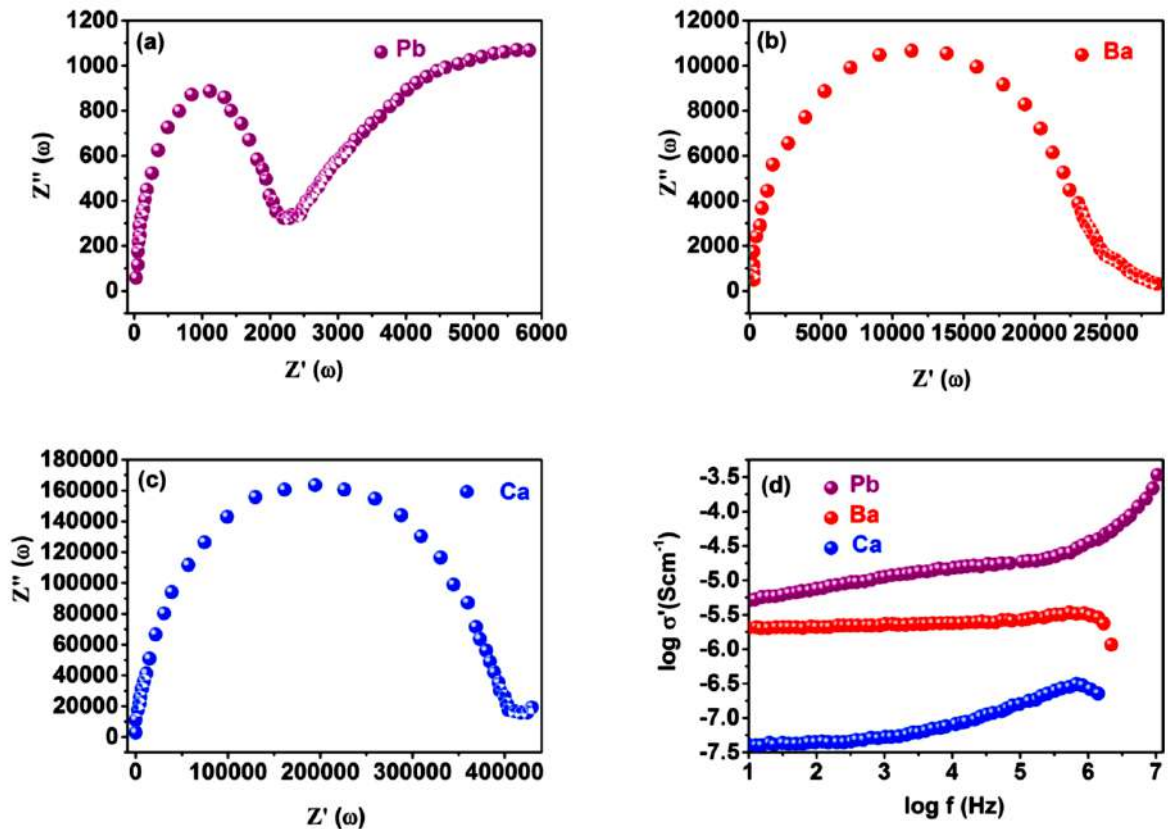 (a)
Pb
1200
1000
800
600
400
200
0
Z'' (ω)
0 1000 2000 3000 4000 5000 6000
Z' (ω)
(b)
Ba
12000
10000
8000
6000
4000
2000
0
Z'' (ω)
0 5000 10000 15000 20000 25000
Z' (ω)
(c)
Ca
180000
160000
140000
120000
100000
80000
60000
40000
20000
0
Z'' (ω)
0 100000 200000 300000 400000
Z' (ω)
(d)
Pb
Ba
Ca
-3.5
-4.0
-4.5
-5.0
-5.5
-6.0
-6.5
-7.0
-7.5
log σ'(Scm⁻¹)
1 2 3 4 5 6 7
log f (Hz)